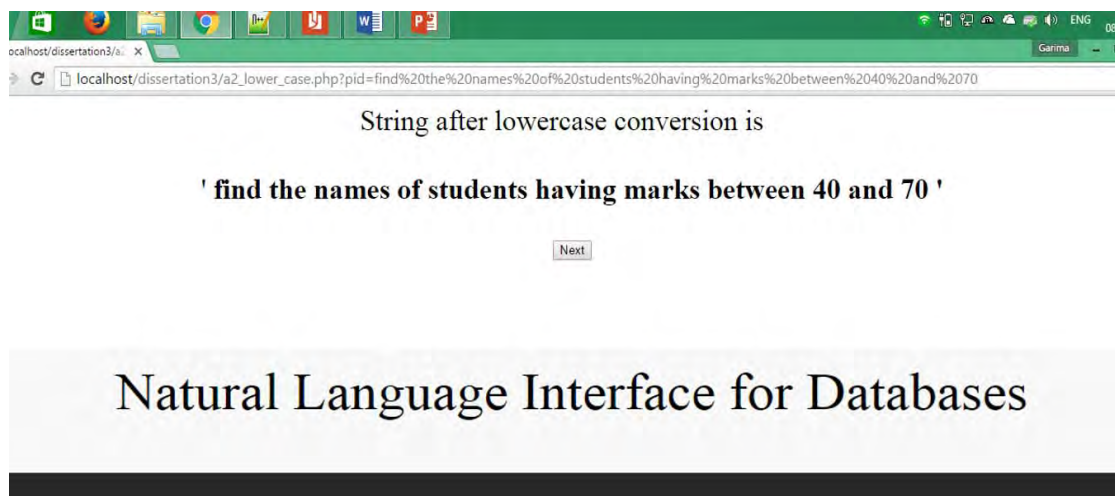 ENG
08
ocalhost/dissertation3/a
Garima
localhost/dissertation3/a2_lower_case.php?pid=find%20the%20names%20of%20students%20having%20marks%20between%2040%20and%2070
String after lowercase conversion is
' find the names of students having marks between 40 and 70 '
Next
Natural Language Interface for Databases